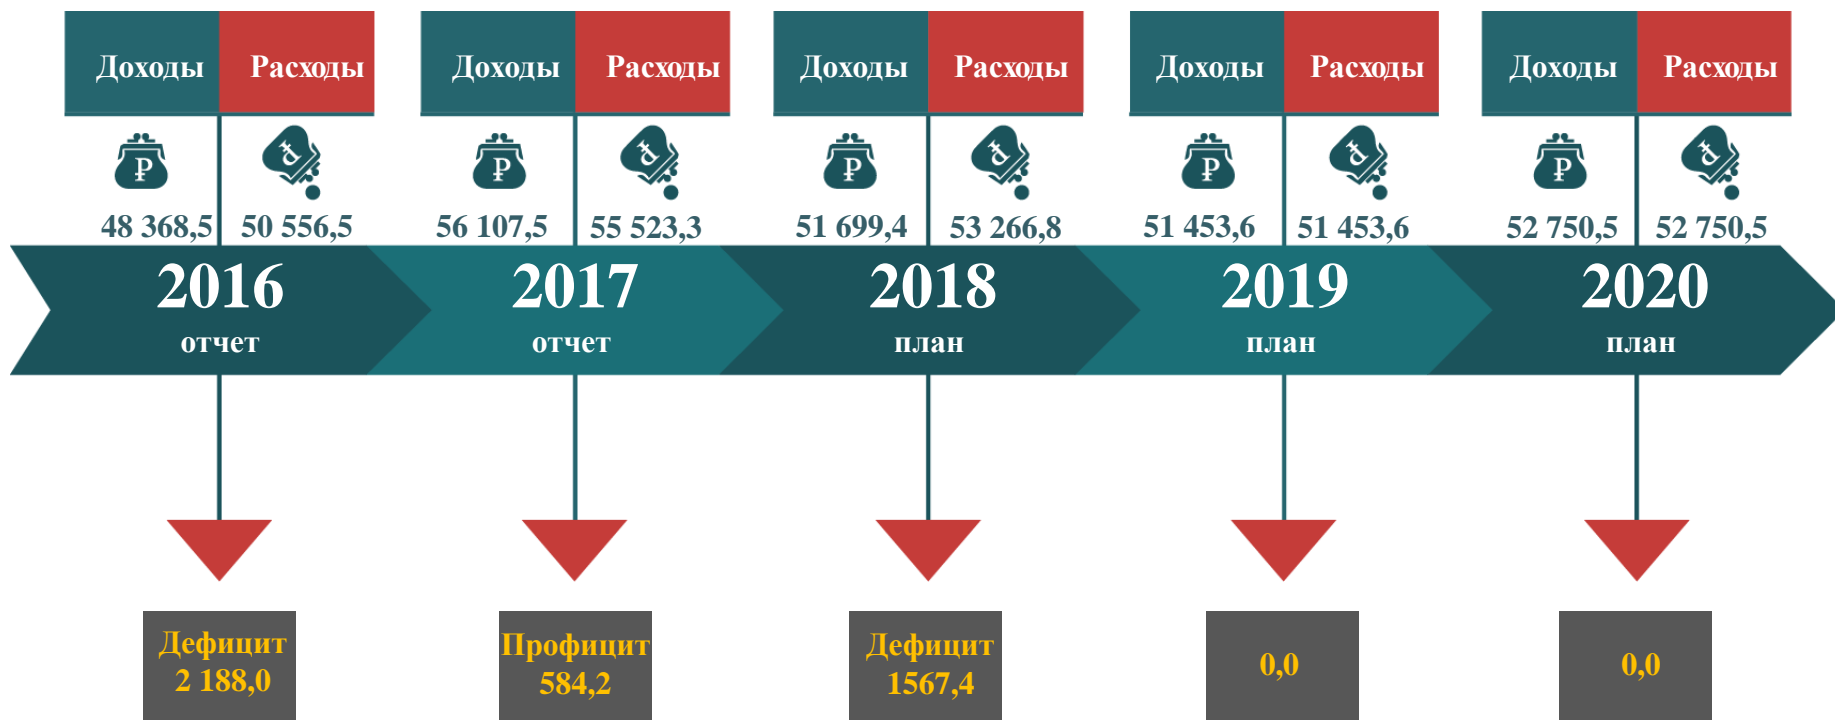 Доходы Расходы Доходы Расходы Доходы Расходы Доходы Расходы Доходы Расходы
₽ ₽ ₽ ₽ ₽ ₽ ₽ ₽ ₽ ₽
48 368,5 50 556,5 56 107,5 55 523,3 51 699,4 53 266,8 51 453,6 51 453,6 52 750,5 52 750,5
2016 2017 2018 2019 2020
отчет отчет план план план
Дефицит Профицит Дефицит
2 188,0 584,2 1567,4 0,0 0,0